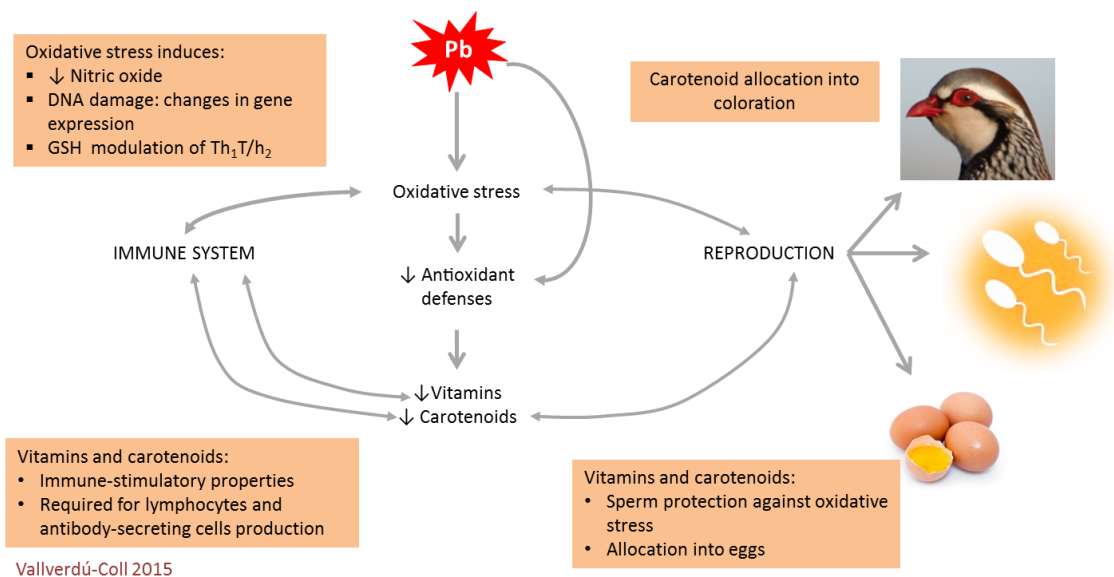 Pb
Oxidative stress induces:
▪ ↓ Nitric oxide
▪ DNA damage: changes in gene
expression
▪ GSH modulation of Th₁T/h₂
Carotenoid allocation into
coloration
Oxidative stress
IMMUNE SYSTEM
REPRODUCTION
↓ Antioxidant
defenses
↓Vitamins
↓ Carotenoids
Vitamins and carotenoids:
• Immune-stimulatory properties
• Required for lymphocytes and
antibody-secreting cells production
Vitamins and carotenoids:
• Sperm protection against oxidative
stress
• Allocation into eggs
Vallverdú-Coll 2015